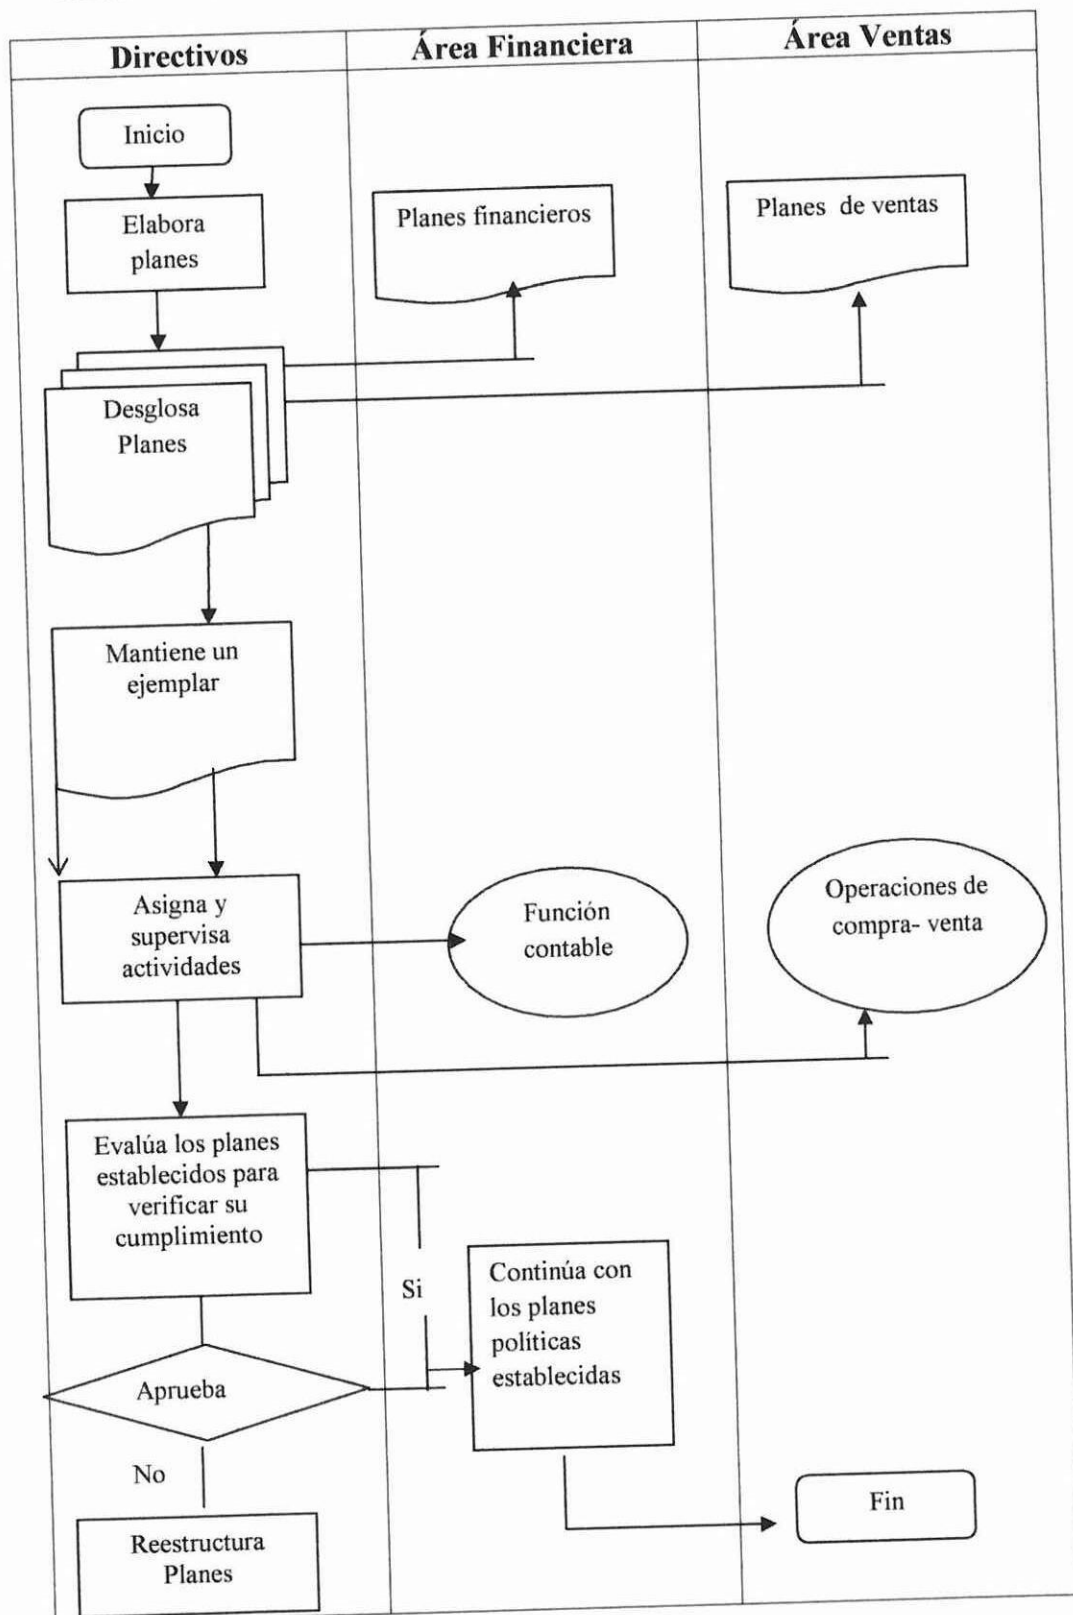 Directivos
Área Financiera
Área Ventas
Inicio
Elabora
planes
Planes financieros
Planes de ventas
Desglosa
Planes
Mantiene un
ejemplar
Asigna y
supervisa
actividades
Función
contable
Operaciones de
compra- venta
Evalúa los planes
establecidos para
verificar su
cumplimiento
Si
Continúa con
los planes
políticas
establecidas
Aprueba
No
Reestructura
Planes
Fin